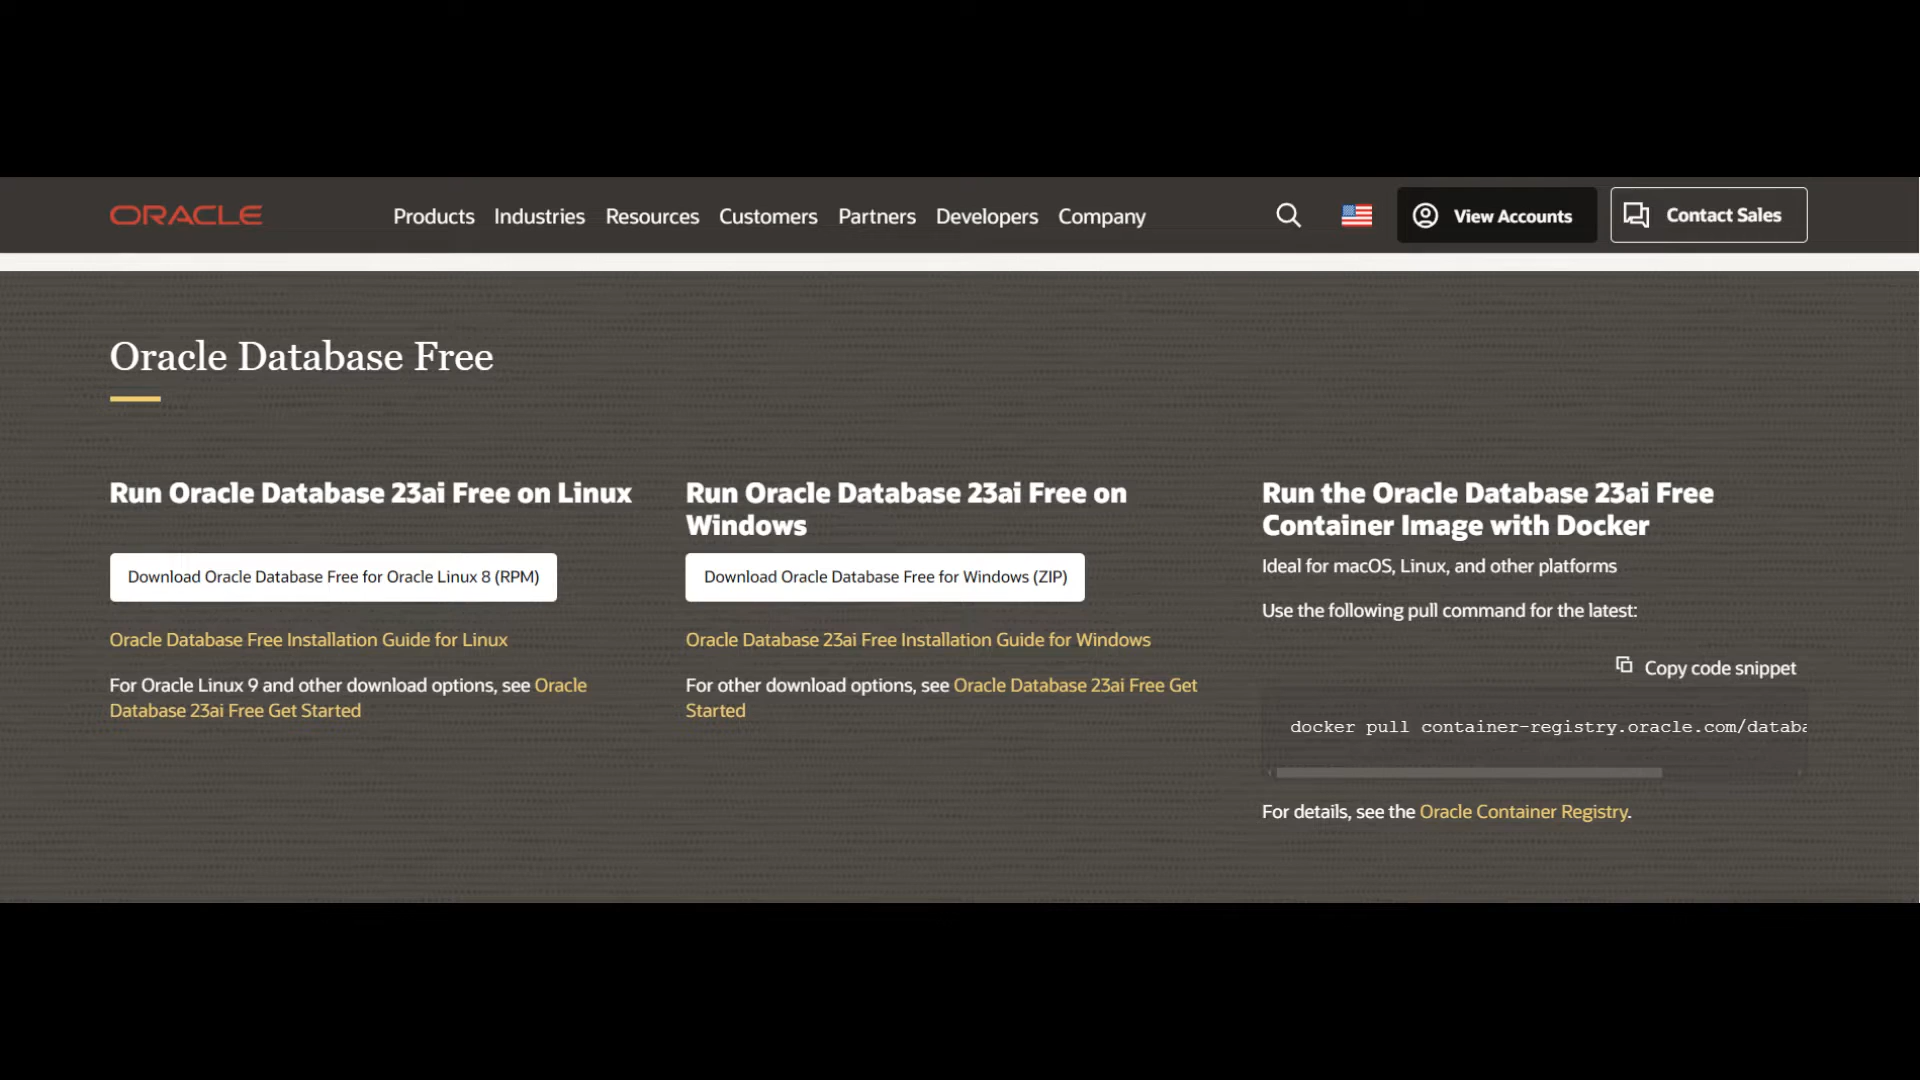 ORACLE
Products Industries Resources Customers Partners Developers Company
View Accounts
Contact Sales
Oracle Database Free
Run Oracle Database 23ai Free on Linux
Download Oracle Database Free for Oracle Linux 8 (RPM)
Oracle Database Free Installation Guide for Linux
For Oracle Linux 9 and other download options, see Oracle
Database 23ai Free Get Started
Run Oracle Database 23ai Free on
Windows
Download Oracle Database Free for Windows (ZIP)
Oracle Database 23ai Free Installation Guide for Windows
For other download options, see Oracle Database 23ai Free Get
Started
Run the Oracle Database 23ai Free
Container Image with Docker
Ideal for macOS, Linux, and other platforms
Use the following pull command for the latest:
Copy code snippet
docker pull container-registry.oracle.com/databa
For details, see the Oracle Container Registry.